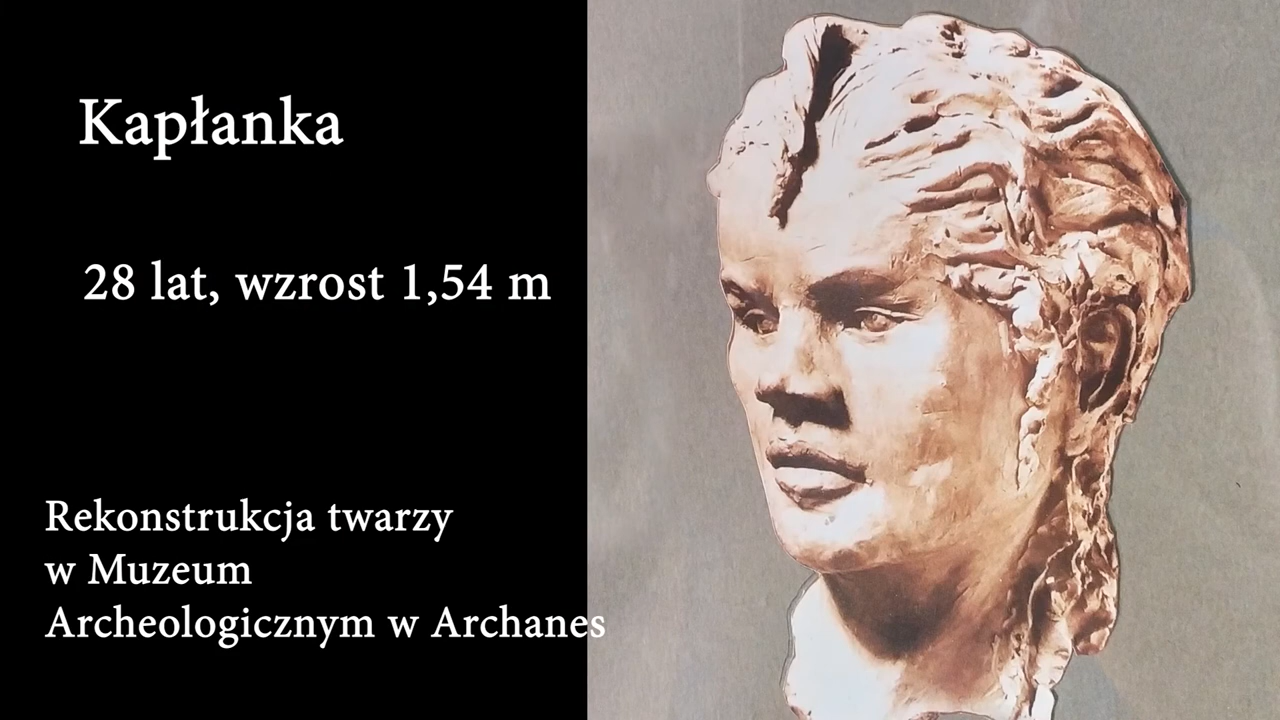 Kapłanka
28 lat, wzrost 1,54 m
Rekonstrukcja twarzy
w Muzeum
Archeologicznym w Archanes